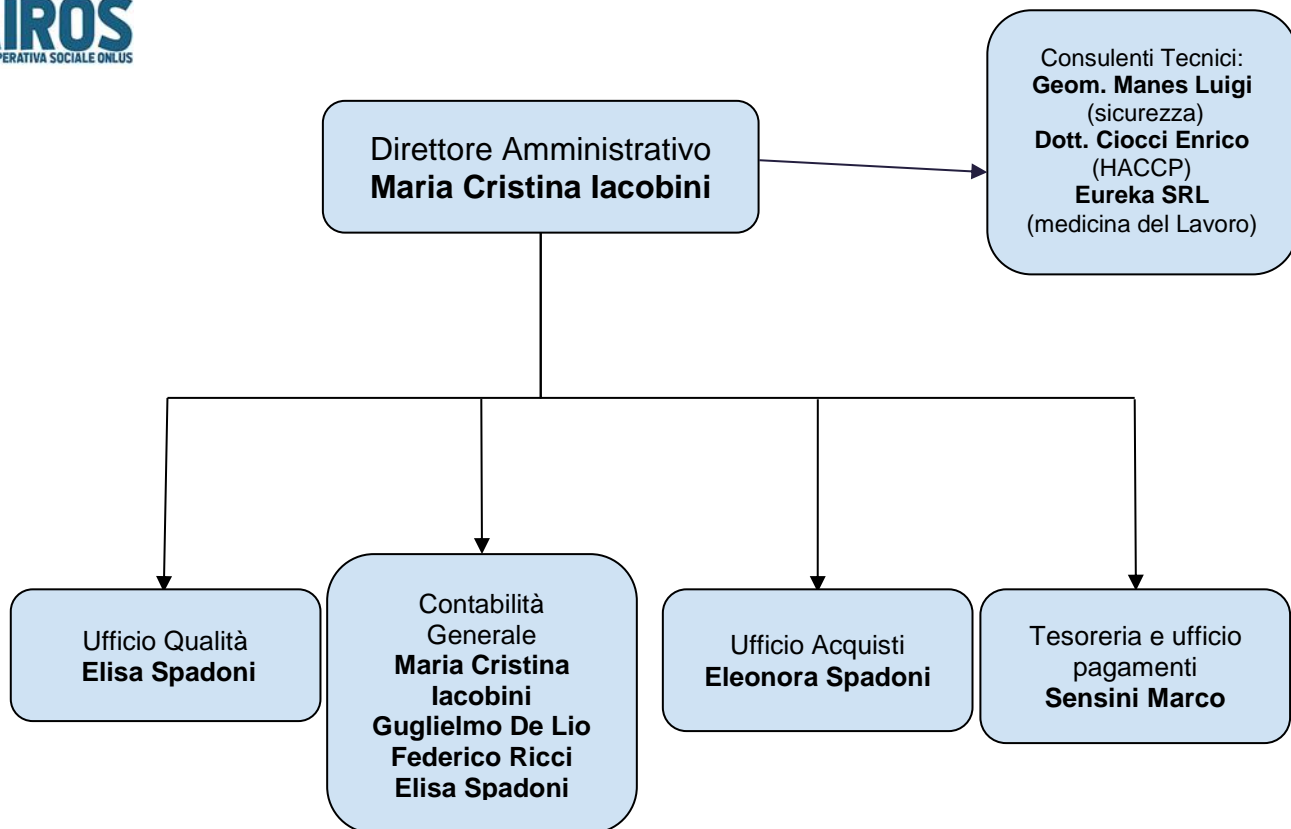 IROS
PERATIVA SOCIALE ONLUS
Consulenti Tecnici:
Geom. Manes Luigi
(sicurezza)
Dott. Ciocci Enrico
(HACCP)
Eureka SRL
(medicina del Lavoro)
Direttore Amministrativo
Maria Cristina Iacobini
Ufficio Qualità
Elisa Spadoni
Contabilità
Generale
Maria Cristina
Iacobini
Guglielmo De Lio
Federico Ricci
Elisa Spadoni
Ufficio Acquisti
Eleonora Spadoni
Tesoreria e ufficio
pagamenti
Sensini Marco